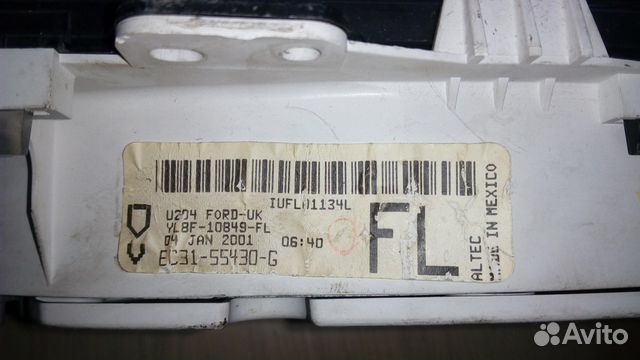 IUFLA1134L
U204 FORD-UK
YL8F-10849-FL
04 JAN 2001 06:40
EC31-55430-G
FL
ALTEC
MADE IN MEXICO
Avito